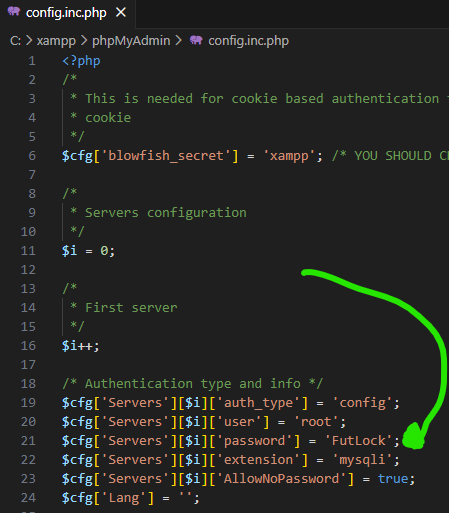 config.inc.php ×
C: > xampp > phpMyAdmin > config.inc.php
1 <?php
2 /*
3 * This is needed for cookie based authentication
4 * cookie
5 */
6 $cfg['blowfish_secret'] = 'xampp'; /* YOU SHOULD
7
8 /*
9 * Servers configuration
10 */
11 $i = 0;
12
13 /*
14 * First server
15 */
16 $i++;
17
18 /* Authentication type and info */
19 $cfg['Servers'][$i]['auth_type'] = 'config';
20 $cfg['Servers'][$i]['user'] = 'root';
21 $cfg['Servers'][$i]['password'] = 'FutLock';
22 $cfg['Servers'][$i]['extension'] = 'mysqli';
23 $cfg['Servers'][$i]['AllowNoPassword'] = true;
24 $cfg['Lang'] = '';